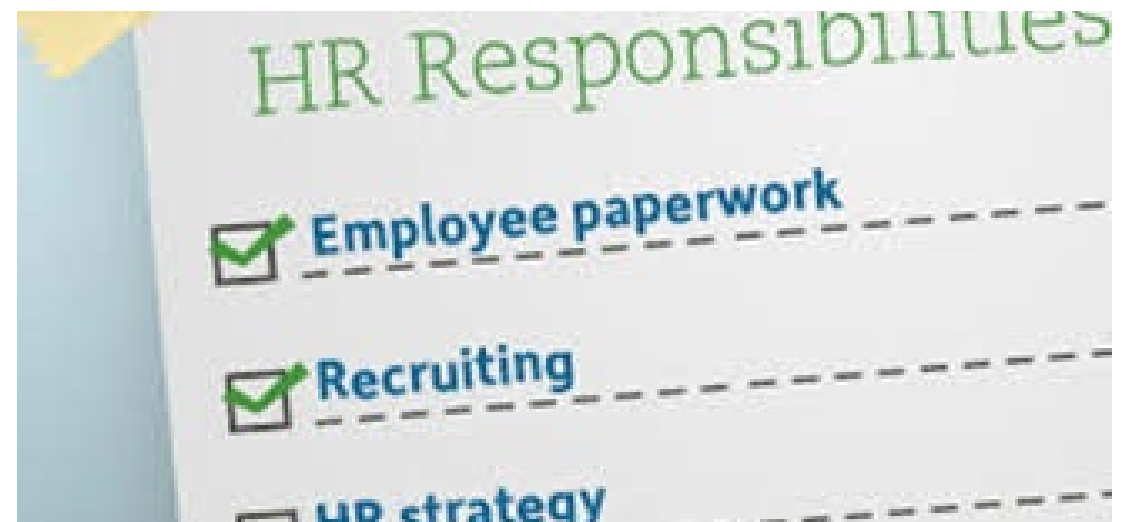 HR Responsibilities
Employee paperwork
Recruiting
HR strategy